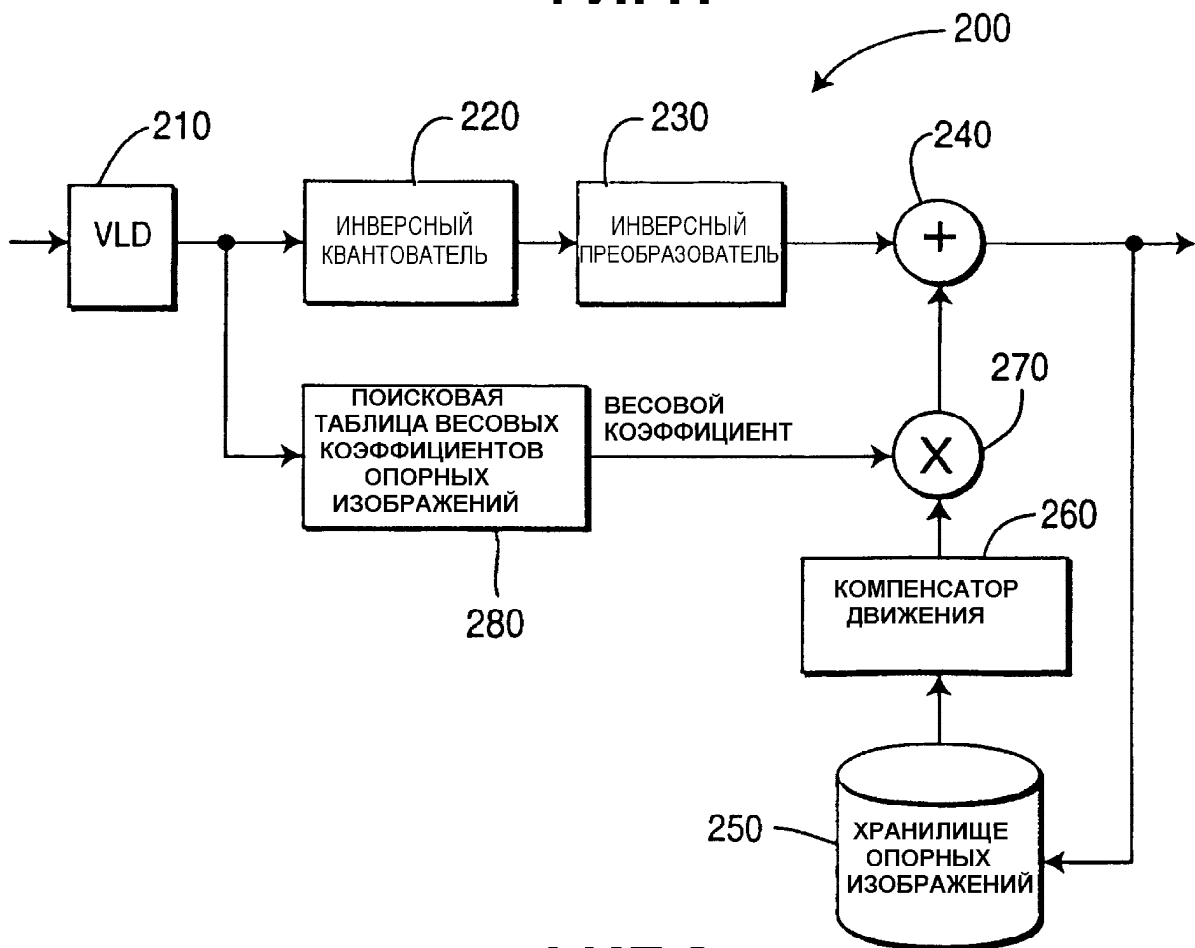 200
210
220
230
240
VLD
ИНВЕРСНЫЙ
КВАНТОВАТЕЛЬ
ИНВЕРСНЫЙ
ПРЕОБРАЗОВАТЕЛЬ
+
270
ПОИСКОВАЯ
ТАБЛИЦА ВЕСОВЫХ
КОЭФФИЦИЕНТОВ
ОПОРНЫХ
ИЗОБРАЖЕНИЙ
ВЕСОВОЙ
КОЭФФИЦИЕНТ
X
280
260
КОМПЕНСАТОР
ДВИЖЕНИЯ
250
ХРАНИЛИЩЕ
ОПОРНЫХ
ИЗОБРАЖЕНИЙ